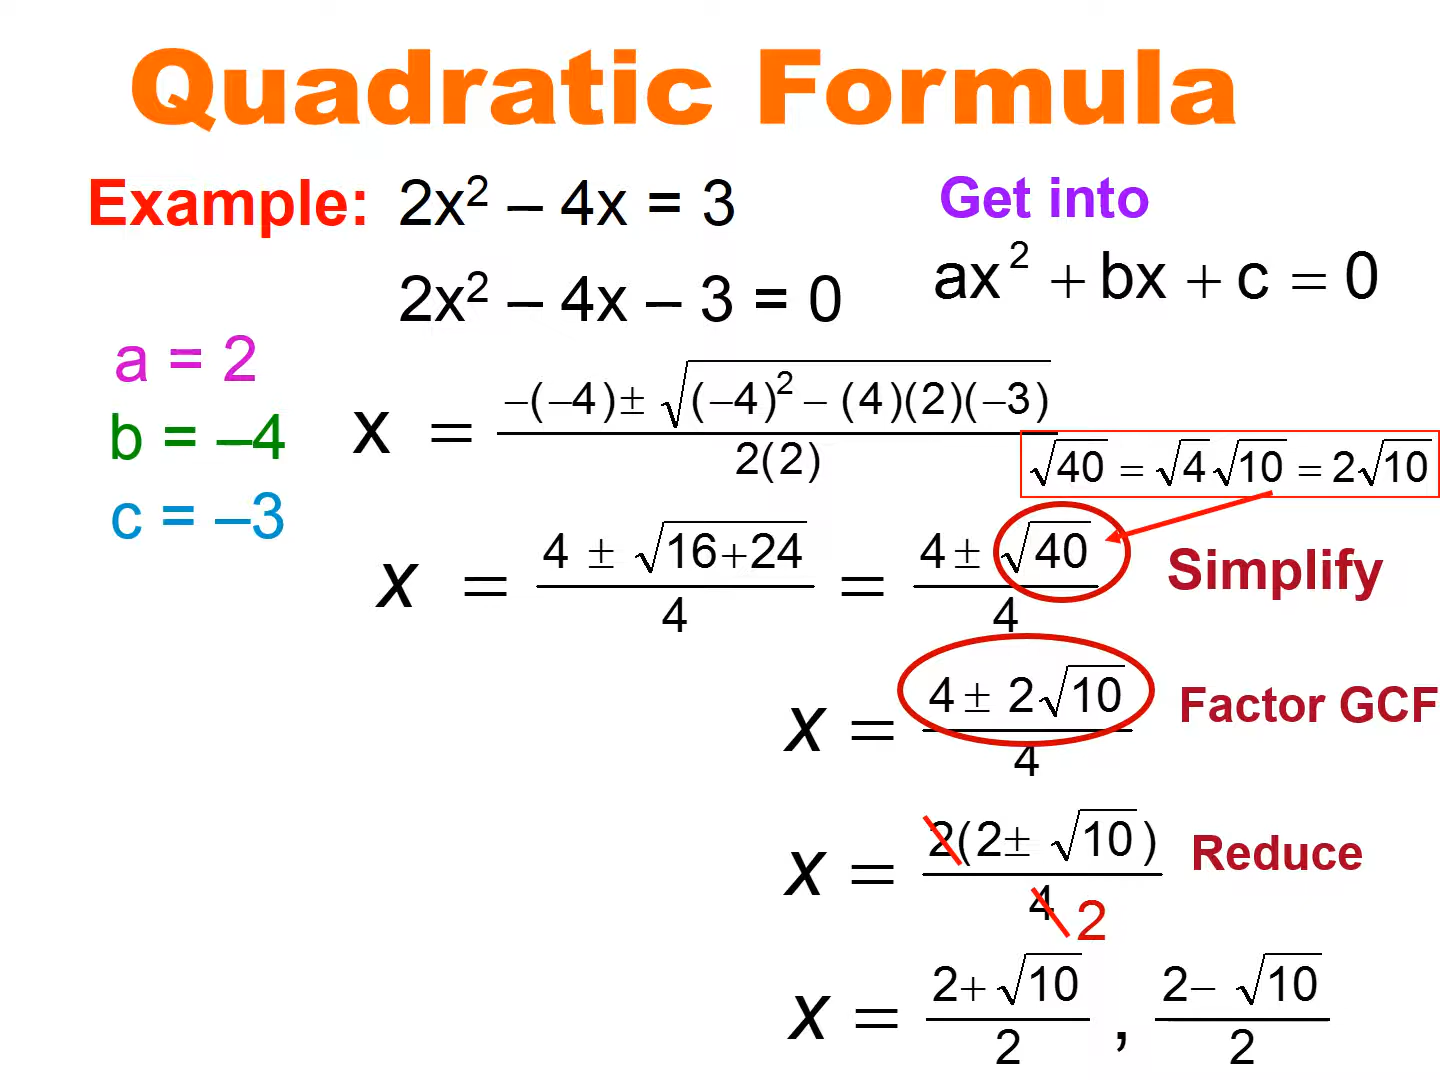 Quadratic Formula
Example: 2x² – 4x = 3
Get into
2x² – 4x – 3 = 0
ax² + bx + c = 0
a = 2
b = –4
c = –3
x = (−(−4) ± √((−4)² − (4)(2)(−3))) / 2(2)
√40 = √4 √10 = 2√10
x = (4 ± √(16+24)) / 4 = (4 ± √40) / 4
Simplify
x = (4 ± 2√10) / 4
Factor GCF
x = 2(2 ± √10) / 4 2
Reduce
x = (2+ √10) / 2 , (2− √10) / 2